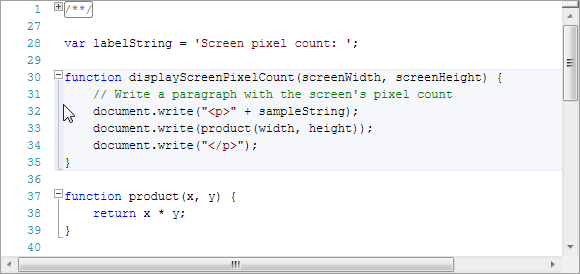 1 /**/
27
28 var labelString = 'Screen pixel count: ';
29
30 function displayScreenPixelCount(screenWidth, screenHeight) {
31     // Write a paragraph with the screen's pixel count
32     document.write("<p>" + sampleString);
33     document.write(product(width, height));
34     document.write("</p>");
35 }
36
37 function product(x, y) {
38     return x * y;
39 }
40